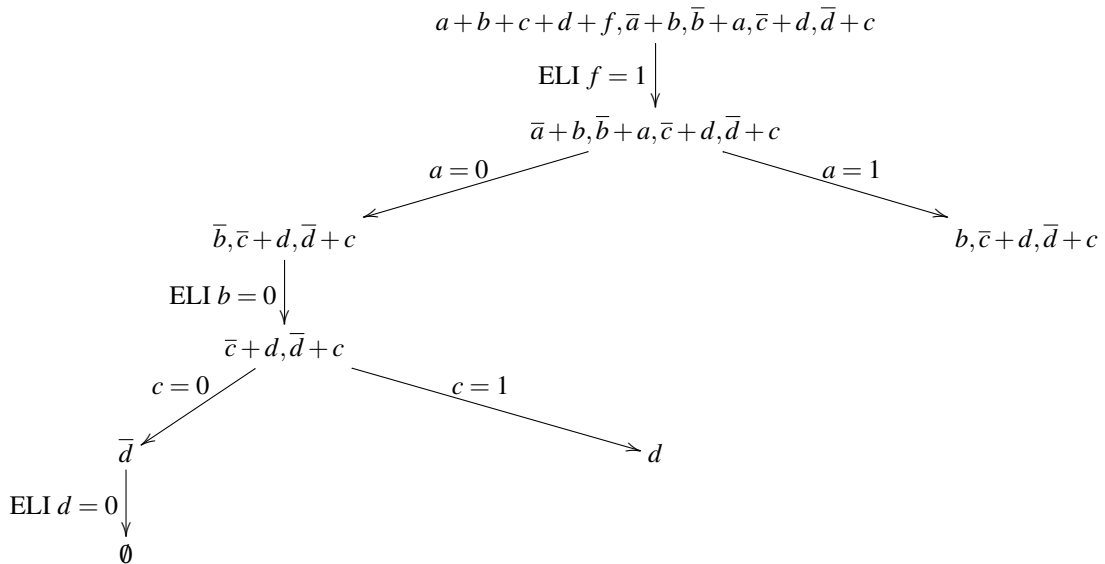 a + b + c + d + f, a̅ + b, b̅ + a, c̅ + d, d̅ + c
ELI f = 1
a̅ + b, b̅ + a, c̅ + d, d̅ + c
a = 0
a = 1
b̅, c̅ + d, d̅ + c
b, c̅ + d, d̅ + c
ELI b = 0
c̅ + d, d̅ + c
c = 0
c = 1
d̅
d
ELI d = 0
∅